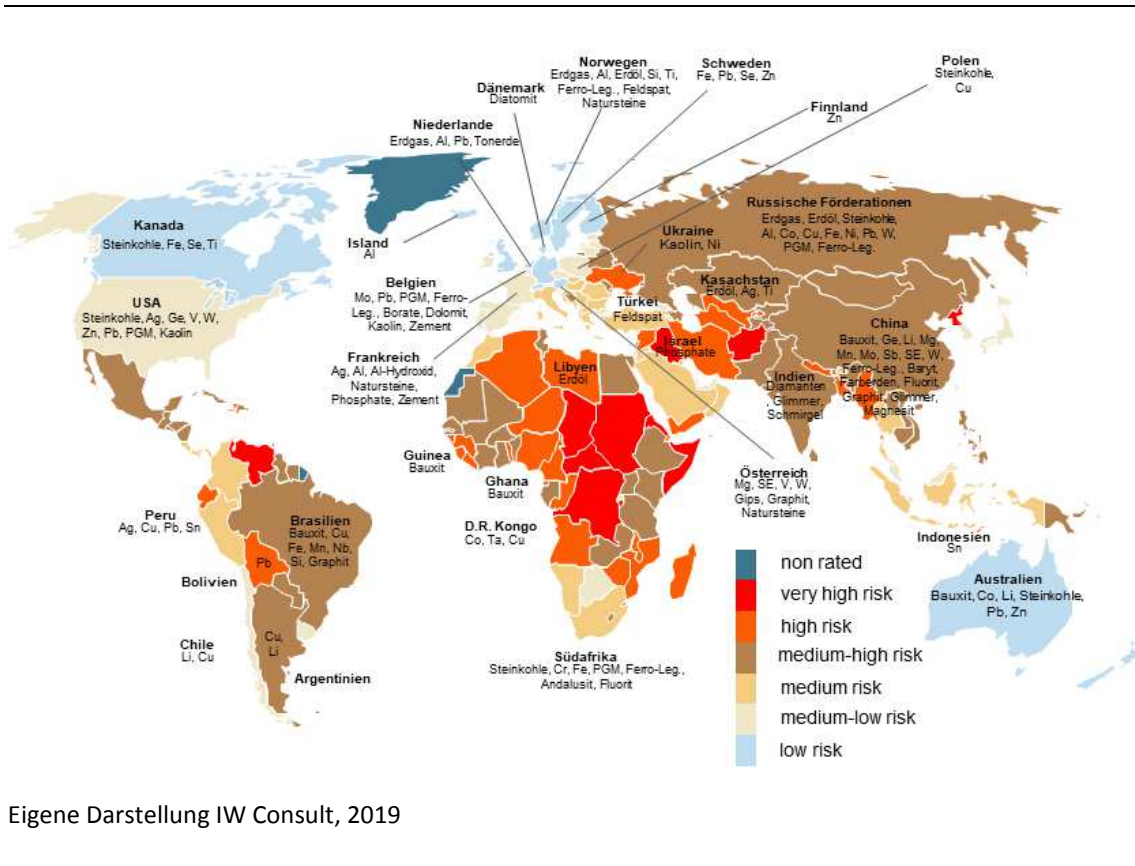 Norwegen
Erdgas, Al, Erdöl, Si, Ti,
Ferro-Leg., Feldspat,
Natursteine
Schweden
Fe, Pb, Se, Zn
Polen
Steinkohle,
Cu
Dänemark
Diatomit
Finnland
Zn
Niederlande
Erdgas, Al, Pb, Tonerde
Kanada
Steinkohle, Fe, Se, Ti
Island
Al
Russische Förderationen
Erdgas, Erdöl, Steinkohle,
Al, Co, Cu, Fe, Ni, Pb, W,
PGM, Ferro-Leg.
Ukraine
Kaolin, Ni
Belgien
Mo, Pb, PGM, Ferro-
Leg., Borate, Dolomit,
Kaolin, Zement
Kasachstan
Erdöl, Ag, Ti
USA
Steinkohle, Ag, Ge, V, W,
Zn, Pb, PGM, Kaolin
Türkei
Feldspat
China
Bauxit, Ge, Li, Mg,
Mn, Mo, Sb, SE, W,
Ferro-Leg., Baryt,
Farberden, Fluorit,
Graphit, Glimmer,
Magnesit
Israel
Phosphate
Frankreich
Ag, Al, Al-Hydroxid,
Natursteine,
Phosphate, Zement
Libyen
Erdöl
Indien
Diamanten
, Glimmer,
Schmirgel
Guinea
Bauxit
Ghana
Bauxit
Österreich
Mg, SE, V, W,
Gips, Graphit,
Natursteine
Peru
Ag, Cu, Pb, Sn
Brasilien
Bauxit, Cu,
Fe, Mn, Nb,
Si, Graphit
D.R. Kongo
Co, Ta, Cu
Indonesien
Sn
Pb
Bolivien
Australien
Bauxit, Co, Li, Steinkohle,
Pb, Zn
Chile
Li, Cu
Cu,
Li
Argentinien
Südafrika
Steinkohle, Cr, Fe, PGM, Ferro-Leg.,
Andalusit, Fluorit
non rated
very high risk
high risk
medium-high risk
medium risk
medium-low risk
low risk
Eigene Darstellung IW Consult, 2019